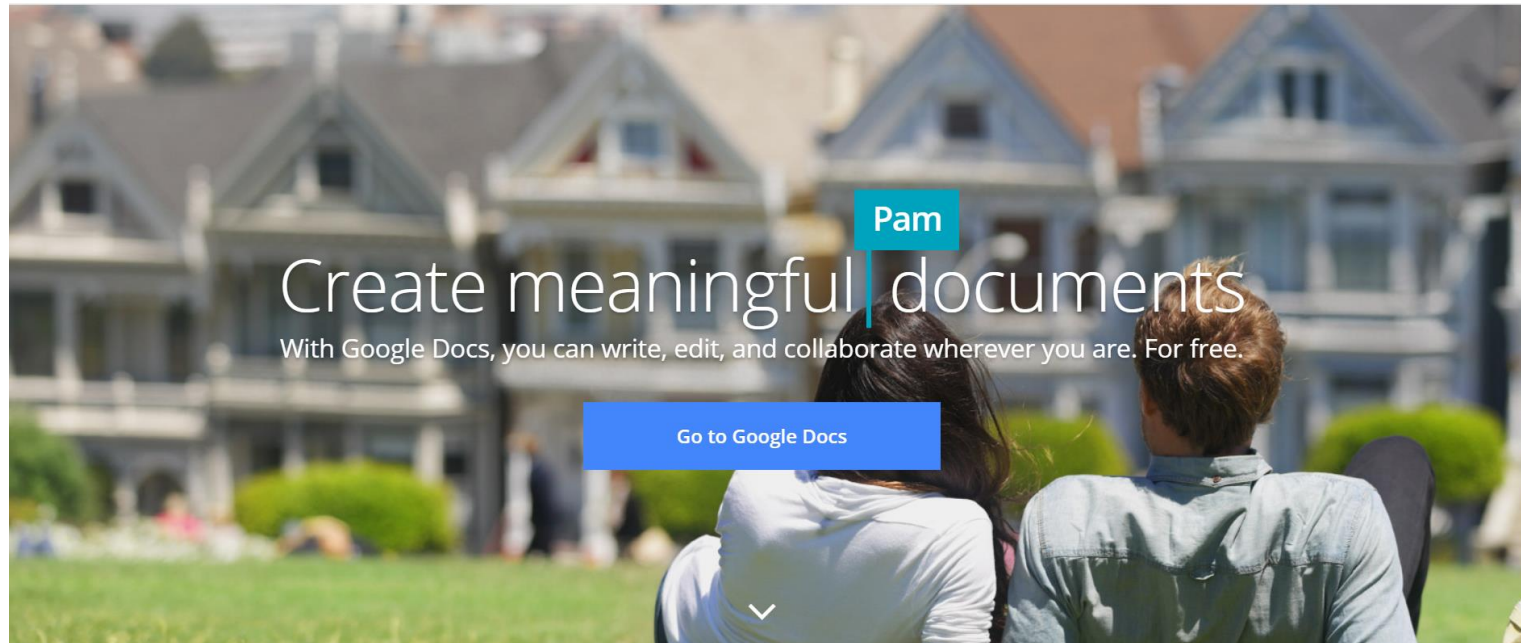 Pam
Create meaningful documents
With Google Docs, you can write, edit, and collaborate wherever you are. For free.
Go to Google Docs